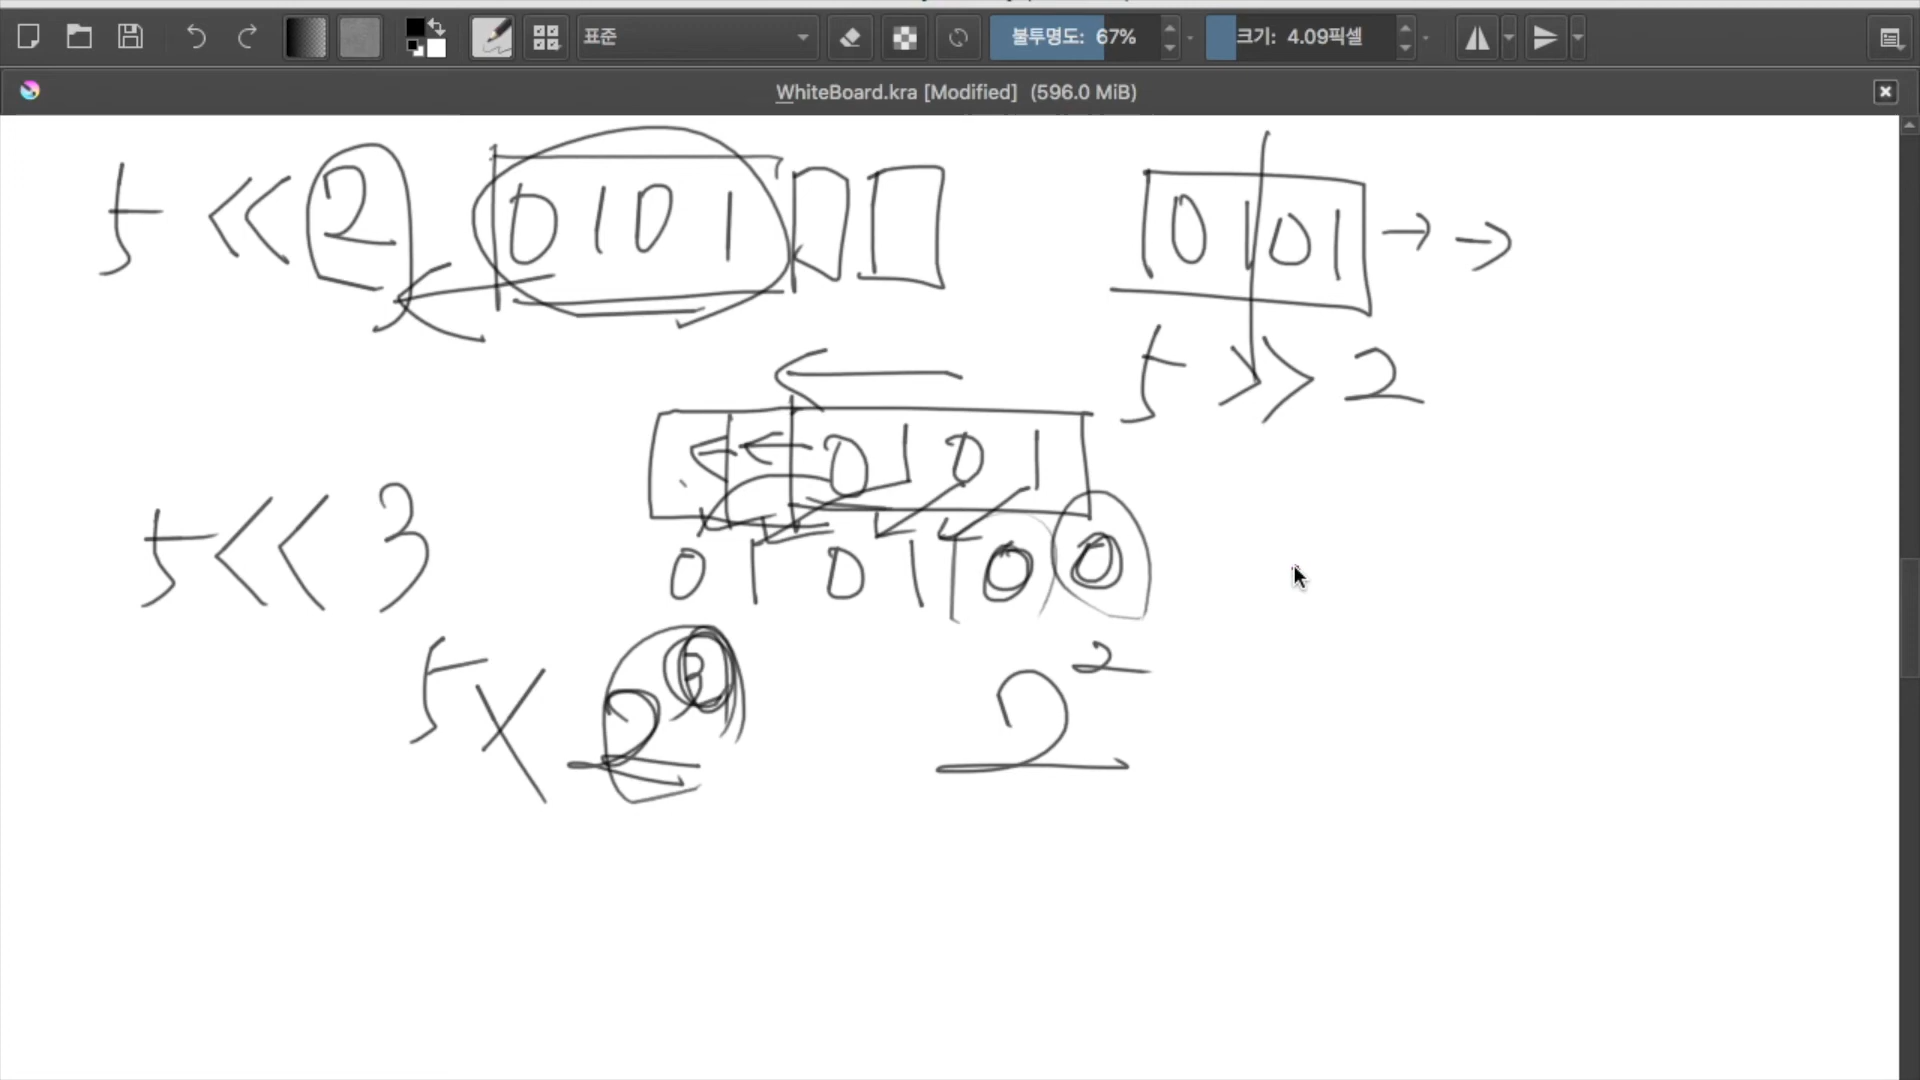 표준
불투명도: 67%
크기: 4.09픽셀
WhiteBoard.kra [Modified] (596.0 MiB)
5 << 2 0101
0101 → →
5 >> 2
0101
5 << 3
010100
5 × 2³
2²